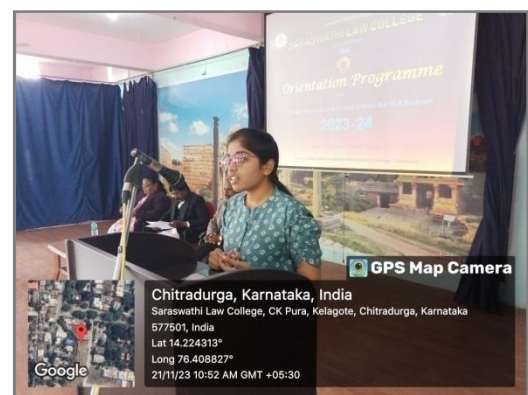 SARASWATHI LAW COLLEGE
Orientation Programme
2023-24
GPS Map Camera
Chitradurga, Karnataka, India
Saraswathi Law College, CK Pura, Kelagote, Chitradurga, Karnataka
577501, India
Lat 14.224313°
Long 76.408827°
21/11/23 10:52 AM GMT +05:30
Google